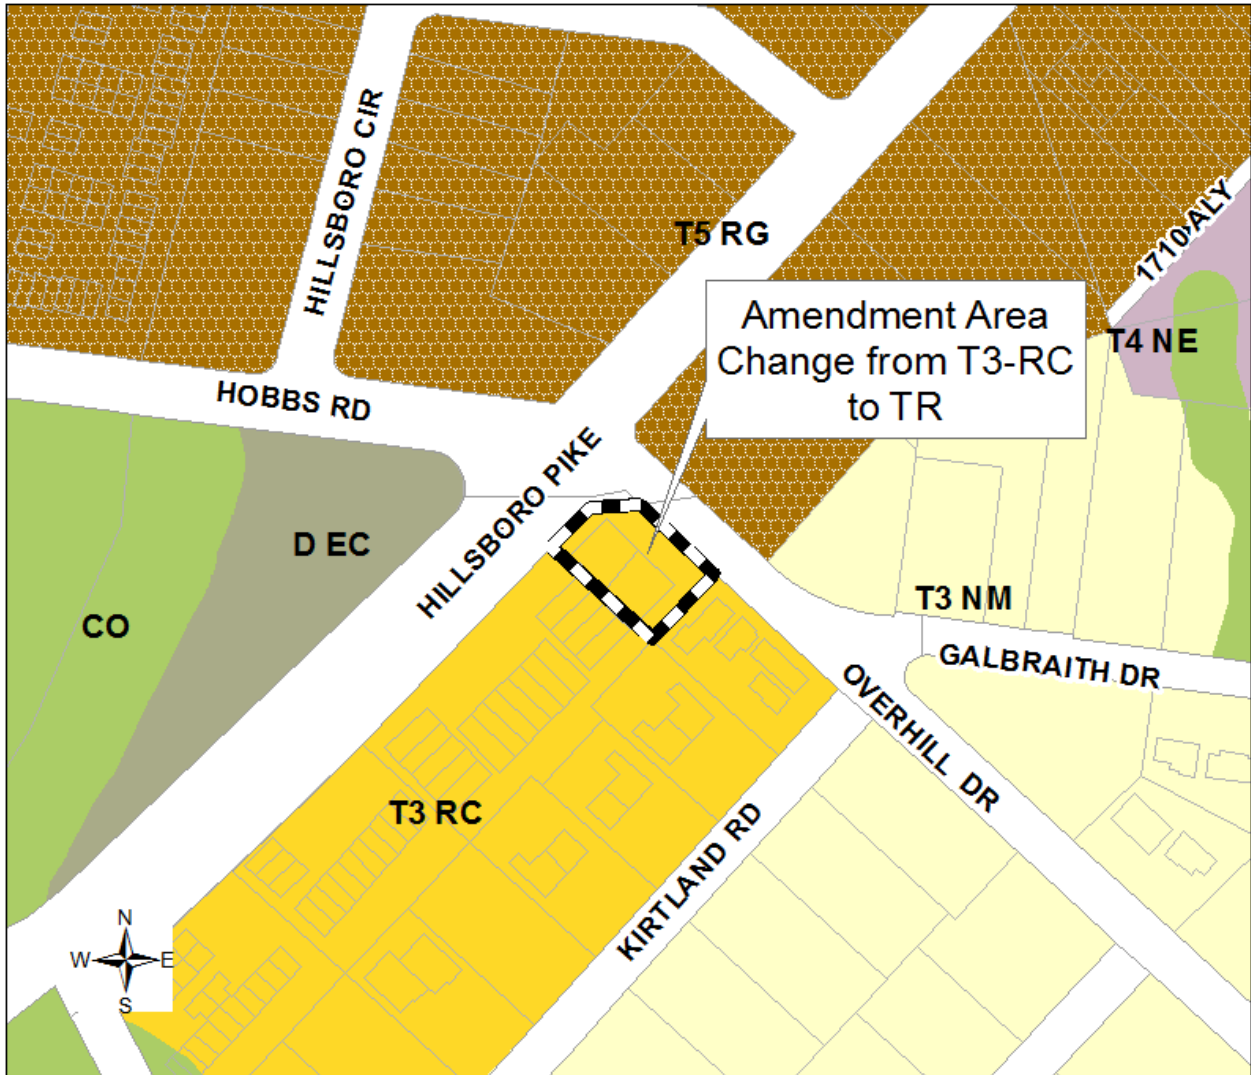 HILLSBORO CIR
T5 RG
1710 ALY
Amendment Area
Change from T3-RC
to TR
T4 NE
HOBBS RD
HILLSBORO PIKE
D EC
CO
T3 NM
GALBRAITH DR
OVERHILL DR
T3 RC
KIRTLAND RD
N
W E
S